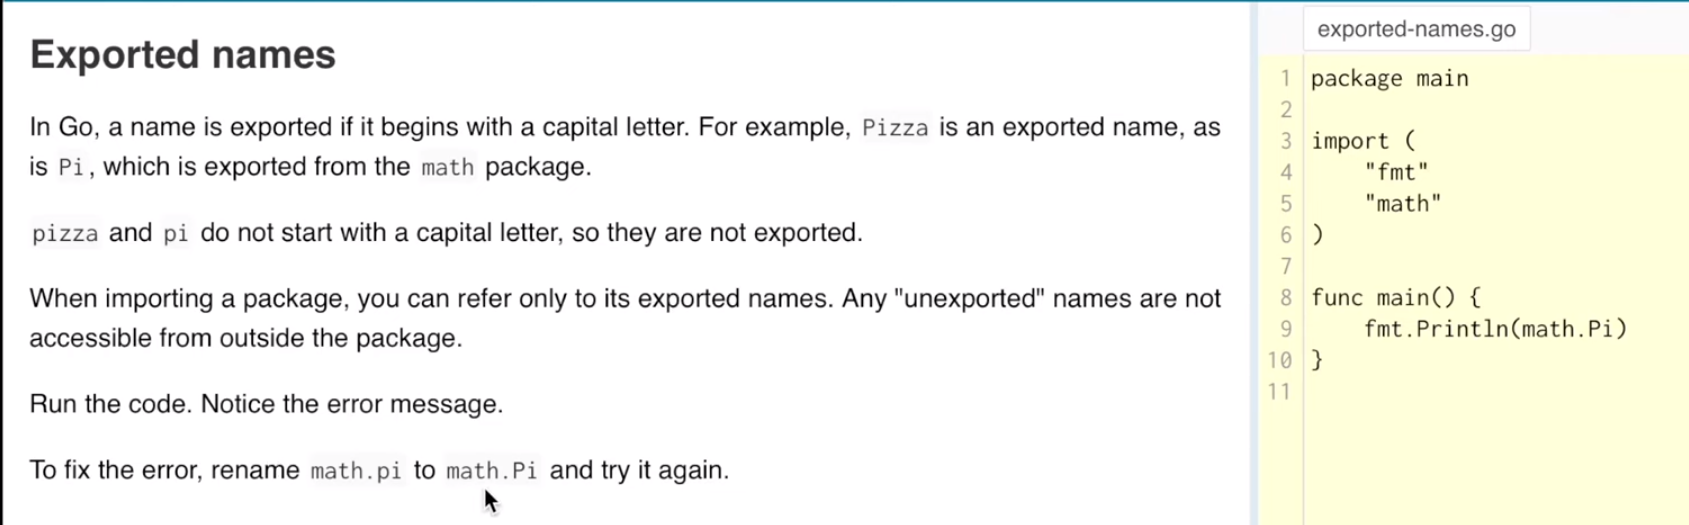 Exported names
In Go, a name is exported if it begins with a capital letter. For example, Pizza is an exported name, as
is Pi, which is exported from the math package.
pizza and pi do not start with a capital letter, so they are not exported.
When importing a package, you can refer only to its exported names. Any "unexported" names are not
accessible from outside the package.
Run the code. Notice the error message.
To fix the error, rename math.pi to math.Pi and try it again.
exported-names.go
1 package main
2
3 import (
4     "fmt"
5     "math"
6 )
7
8 func main() {
9     fmt.Println(math.Pi)
10 }
11